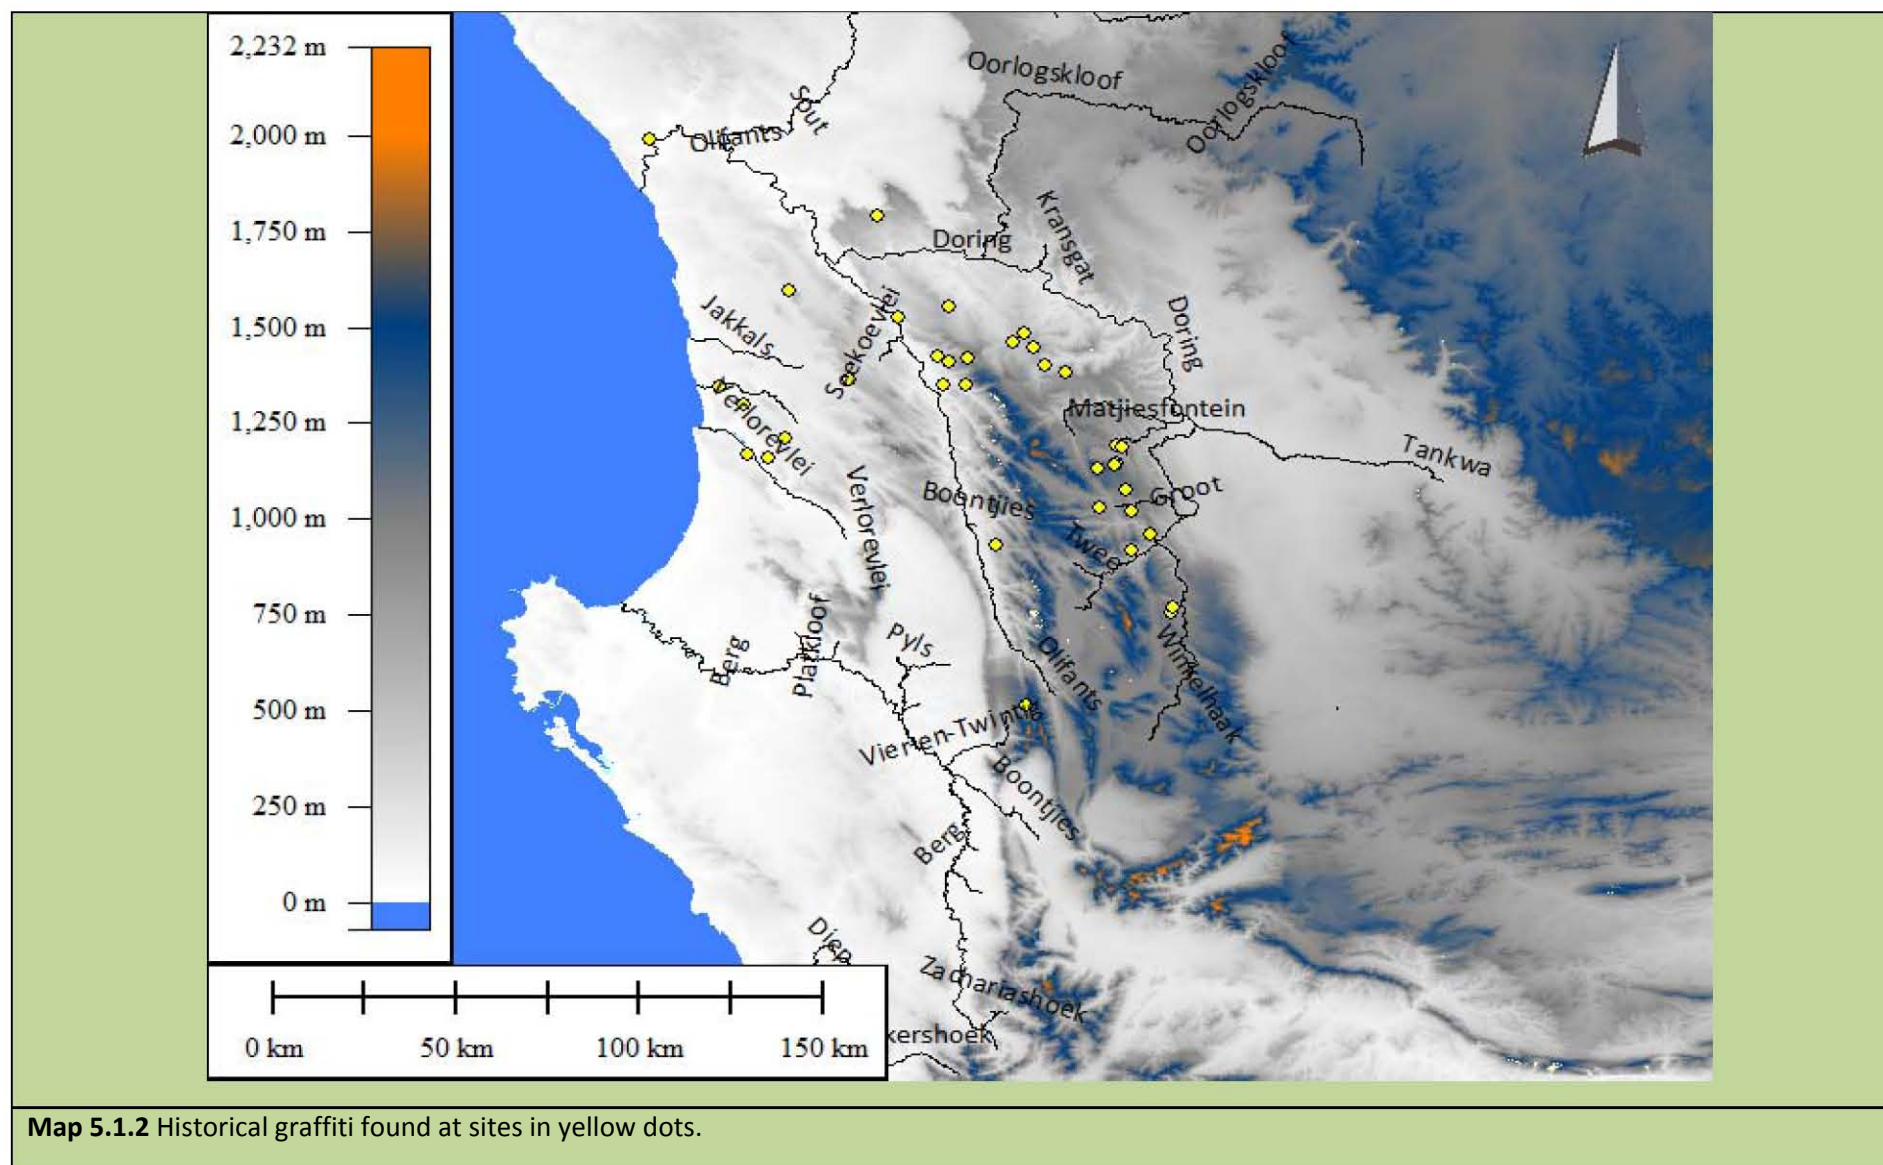 2,232 m
2,000 m
1,750 m
1,500 m
1,250 m
1,000 m
750 m
500 m
250 m
0 m
Oorlogskloof
Oorlogskloof
Sout
Olifants
Kransgat
Doring
Seekoevlei
Jakkals
Doring
Verlorevlei
Matjiesfontein
Tankwa
Verlorevlei
Boontjies
Groot
Twee
Platkloof
Berg
Pyls
Olifants
Winkelhaak
Vier-en-Twintig
Boontjies
Berg
Diep
Zachariashoek
kershoek
0 km 50 km 100 km 150 km
Map 5.1.2 Historical graffiti found at sites in yellow dots.